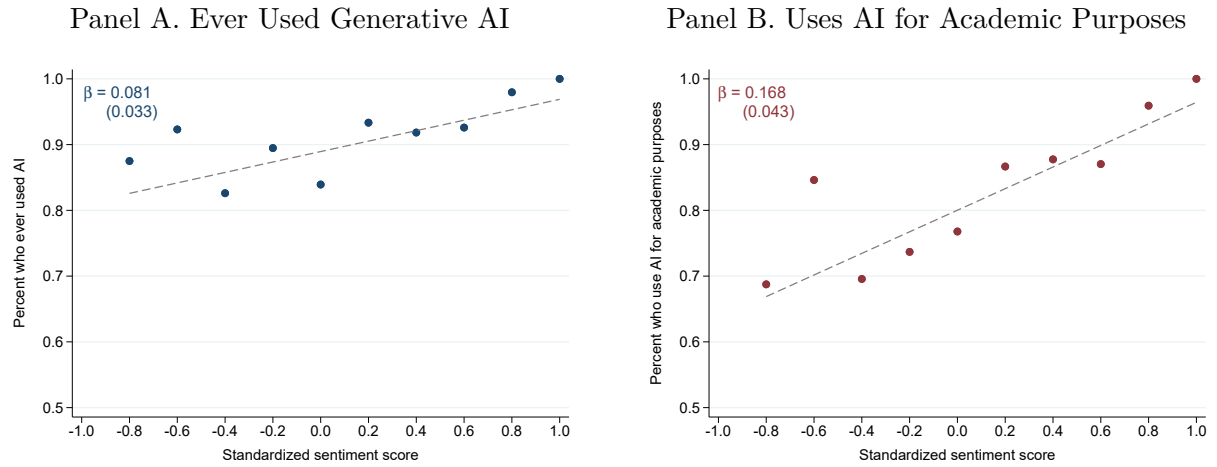 Panel A. Ever Used Generative AI
β = 0.081
(0.033)
Percent who ever used AI
1.0
0.9
0.8
0.7
0.6
0.5
-1.0 -0.8 -0.6 -0.4 -0.2 0.0 0.2 0.4 0.6 0.8 1.0
Standardized sentiment score
Panel B. Uses AI for Academic Purposes
β = 0.168
(0.043)
Percent who use AI for academic purposes
1.0
0.9
0.8
0.7
0.6
0.5
-1.0 -0.8 -0.6 -0.4 -0.2 0.0 0.2 0.4 0.6 0.8 1.0
Standardized sentiment score